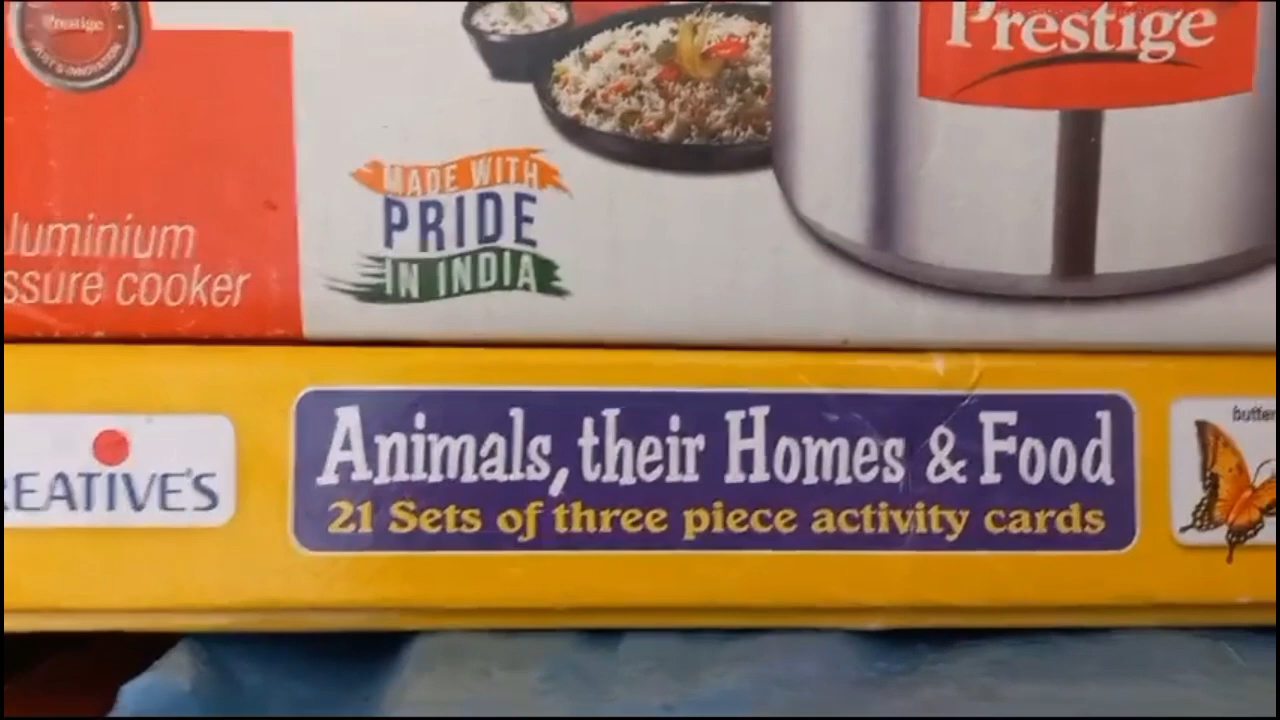 Prestige
Prestige
MADE WITH
PRIDE
IN INDIA
luminium
ssure cooker
REATIVE'S
Animals, their Homes & Food
21 Sets of three piece activity cards
butter